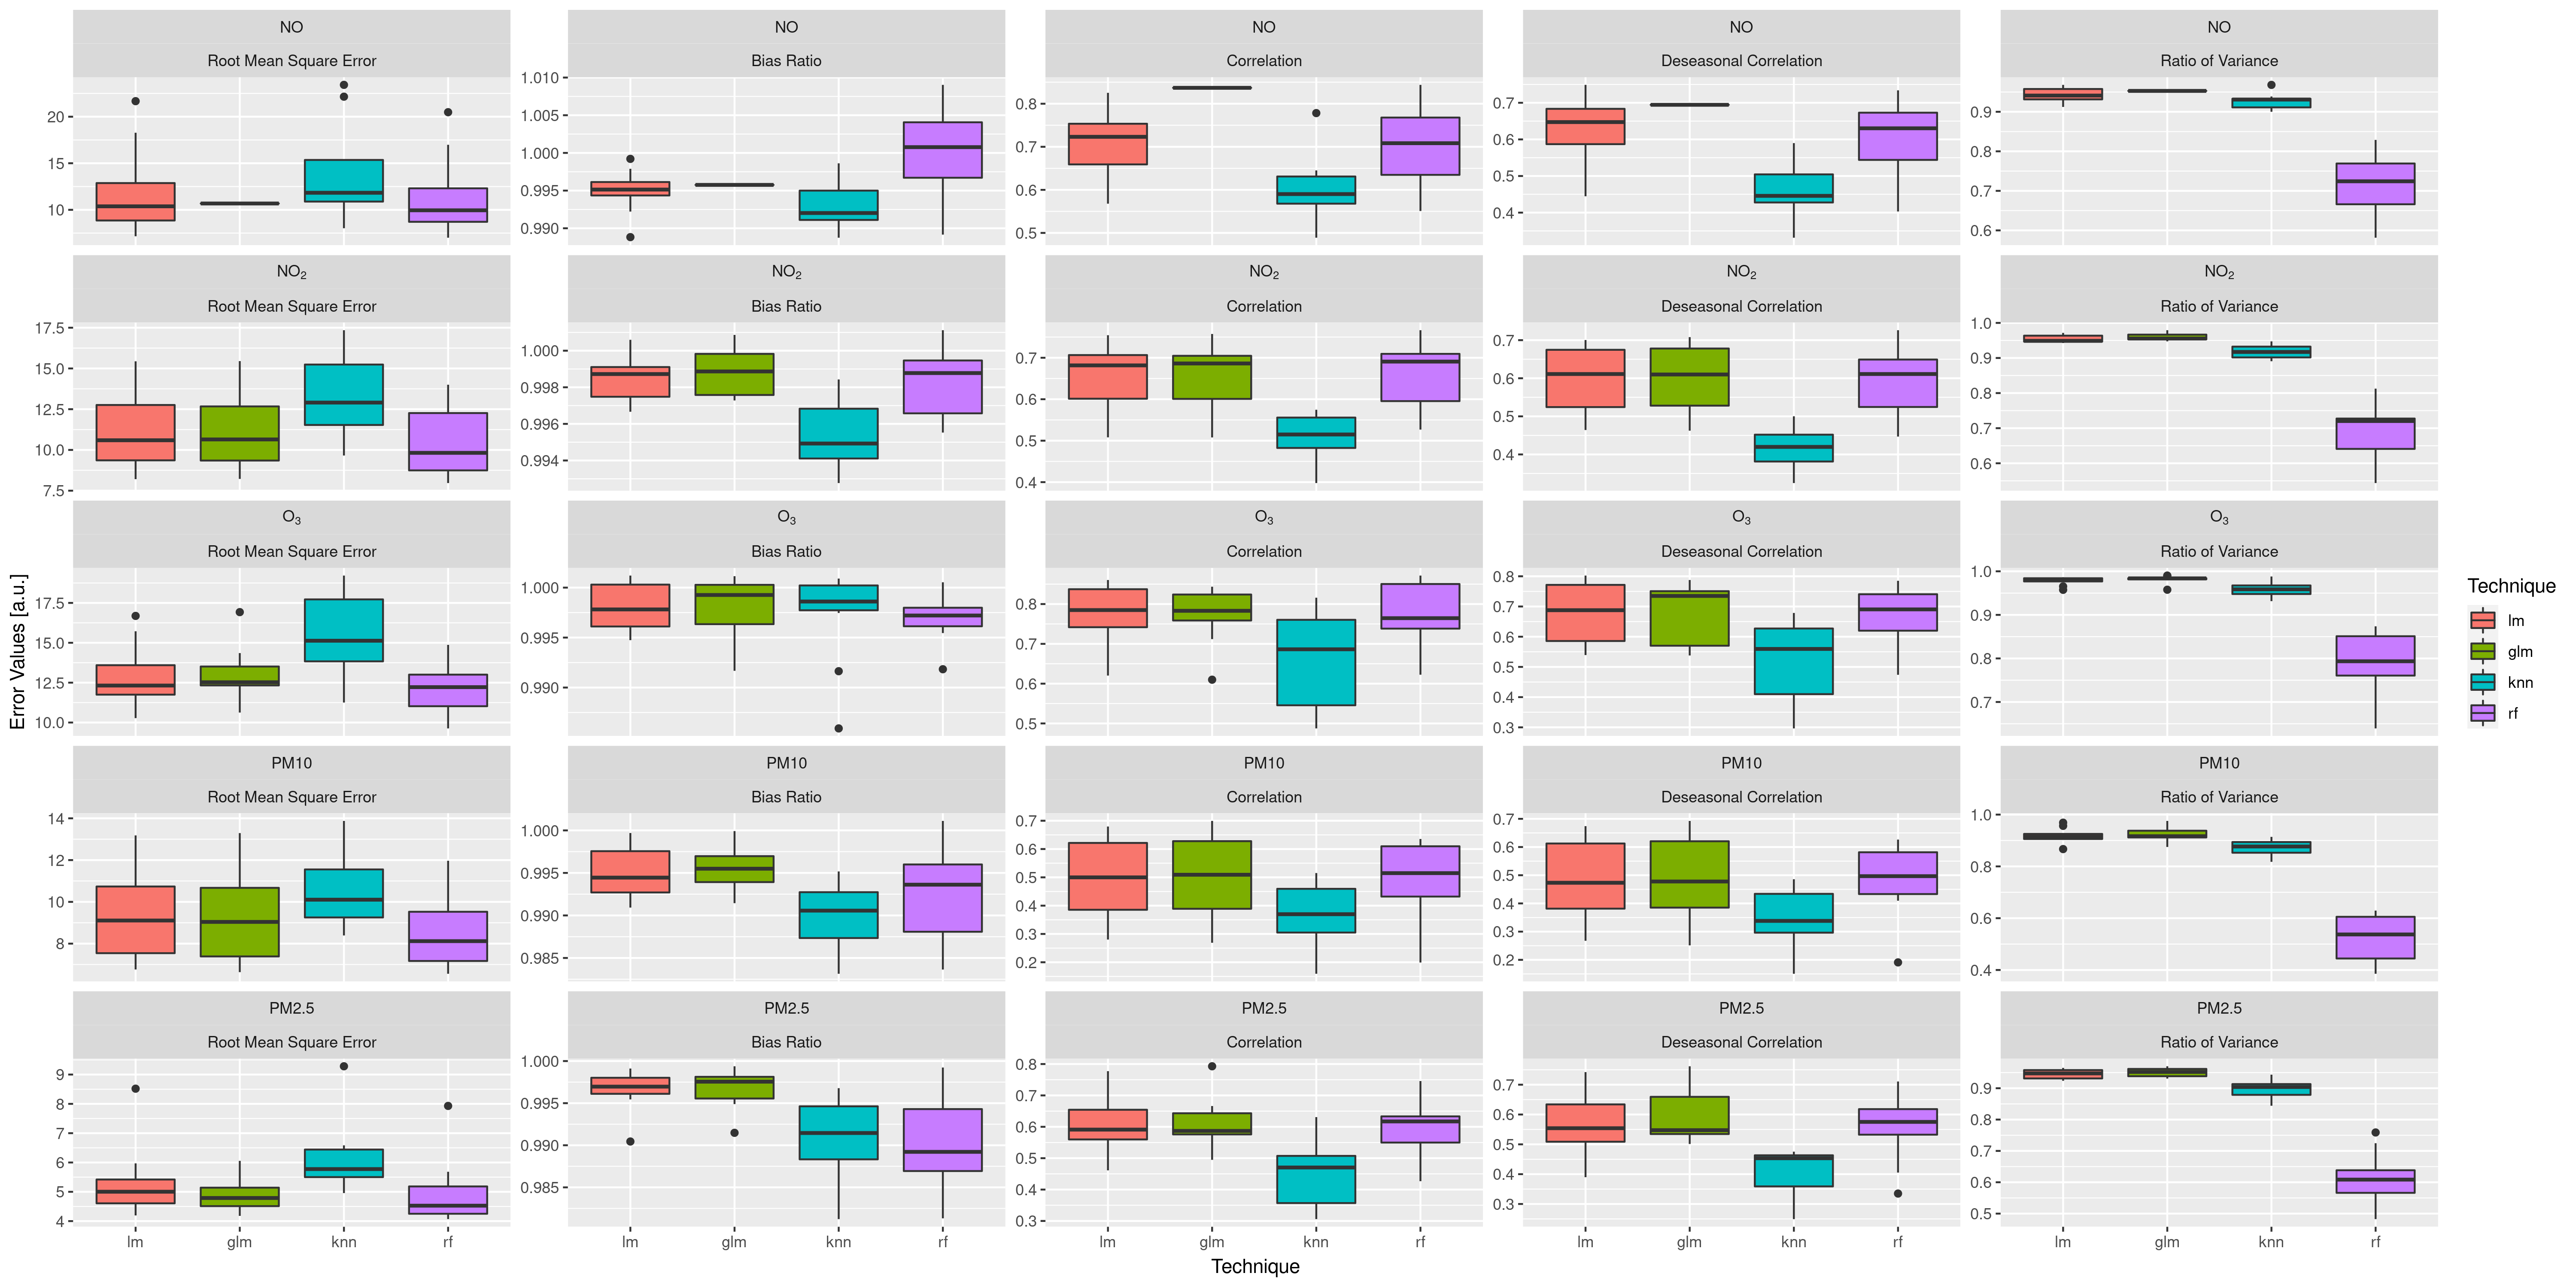 NO NO NO NO NO
Root Mean Square Error Bias Ratio Correlation Deseasonal Correlation Ratio of Variance
20 15 10
1.010 1.005 1.000 0.995 0.990
0.8 0.7 0.6 0.5
0.7 0.6 0.5 0.4
0.9 0.8 0.7 0.6
NO₂ NO₂ NO₂ NO₂ NO₂
Root Mean Square Error Bias Ratio Correlation Deseasonal Correlation Ratio of Variance
17.5 15.0 12.5 10.0 7.5
1.000 0.998 0.996 0.994
0.7 0.6 0.5 0.4
0.7 0.6 0.5 0.4
1.0 0.9 0.8 0.7 0.6
O₃ O₃ O₃ O₃ O₃
Root Mean Square Error Bias Ratio Correlation Deseasonal Correlation Ratio of Variance
17.5 15.0 12.5 10.0
1.000 0.995 0.990
0.8 0.7 0.6 0.5
0.8 0.7 0.6 0.5 0.4 0.3
1.0 0.9 0.8 0.7
PM10 PM10 PM10 PM10 PM10
Root Mean Square Error Bias Ratio Correlation Deseasonal Correlation Ratio of Variance
14 12 10 8
1.000 0.995 0.990 0.985
0.7 0.6 0.5 0.4 0.3 0.2
0.7 0.6 0.5 0.4 0.3 0.2
1.0 0.8 0.6 0.4
PM2.5 PM2.5 PM2.5 PM2.5 PM2.5
Root Mean Square Error Bias Ratio Correlation Deseasonal Correlation Ratio of Variance
9 8 7 6 5 4
1.000 0.995 0.990 0.985
0.8 0.7 0.6 0.5 0.4 0.3
0.7 0.6 0.5 0.4 0.3
0.9 0.8 0.7 0.6 0.5
lm glm knn rf lm glm knn rf lm glm knn rf lm glm knn rf lm glm knn rf
Technique
Error Values [a.u.]
Technique
lm
glm
knn
rf